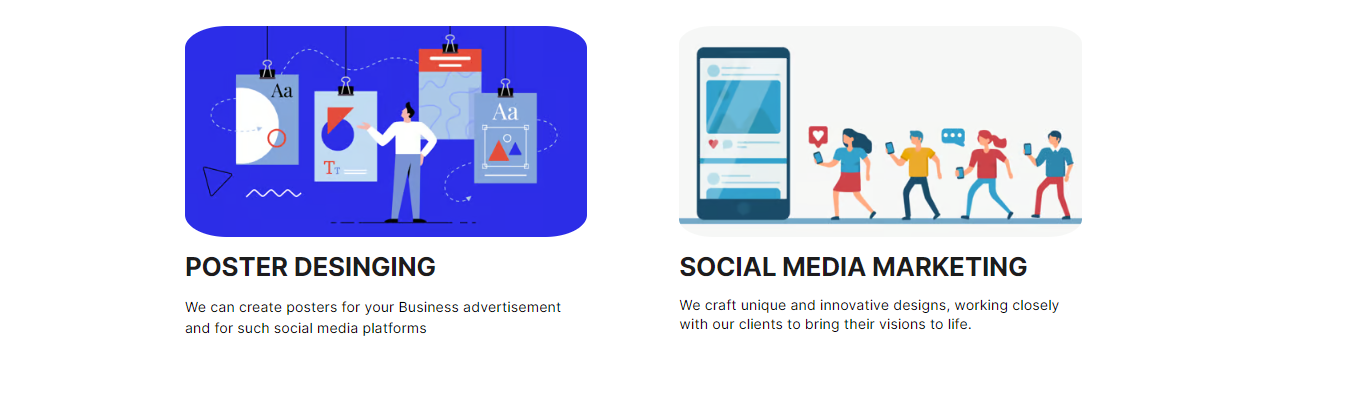 Aa
Aa
TT
POSTER DESINGING
We can create posters for your Business advertisement
and for such social media platforms
SOCIAL MEDIA MARKETING
We craft unique and innovative designs, working closely
with our clients to bring their visions to life.